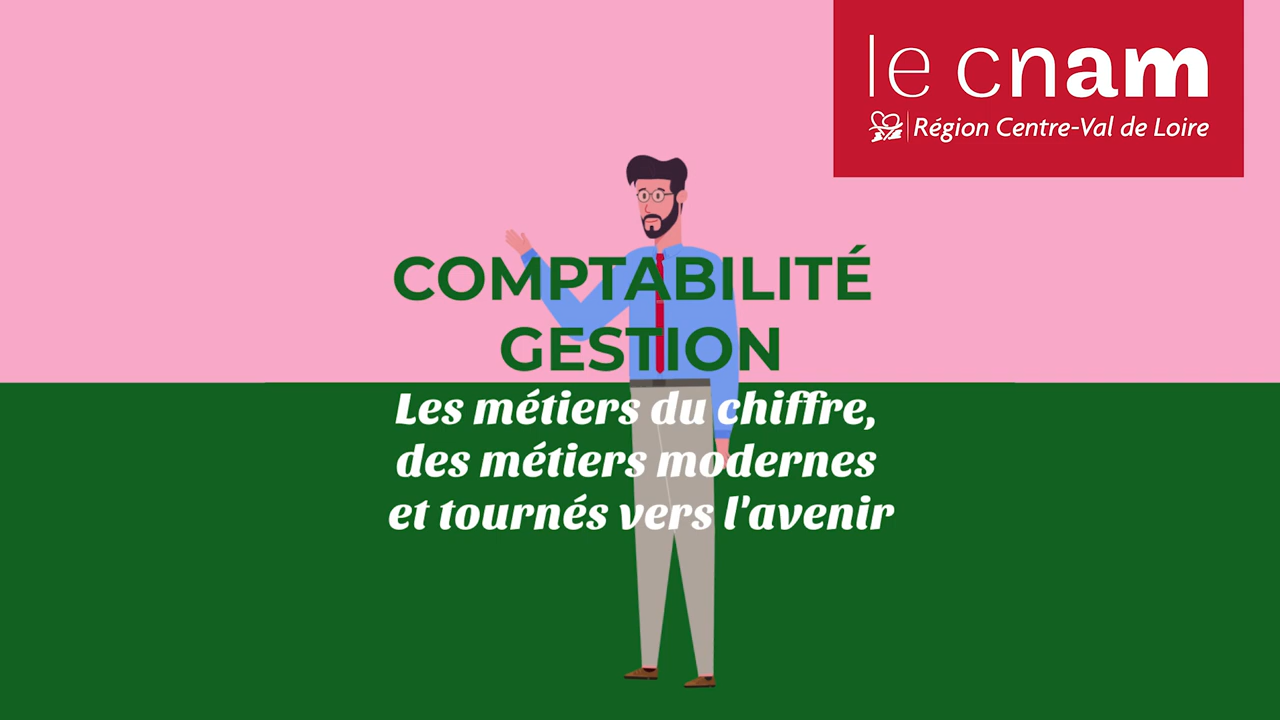 le cnam
Région Centre-Val de Loire
COMPTABILITÉ
GESTION
Les métiers du chiffre,
des métiers modernes
et tournés vers l'avenir